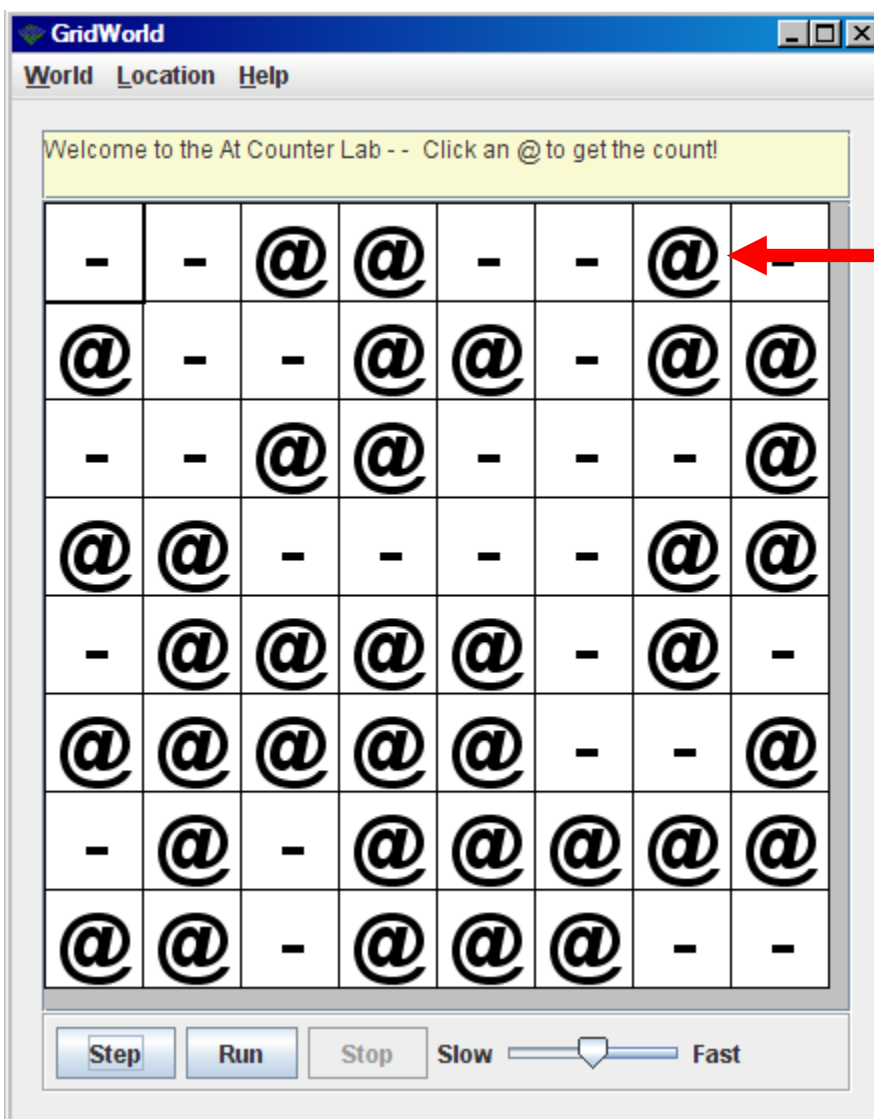 GridWorld
World Location Help
Welcome to the At Counter Lab - - Click an @ to get the count!
- - @ @ - - @ -
@ - - @ @ - @ @
- - @ @ - - - @
@ @ - - - - @ @
- @ @ @ @ - @ -
@ @ @ @ @ - - @
- @ - @ @ @ @ @
@ @ - @ @ @ - -
Step Run Stop Slow Fast